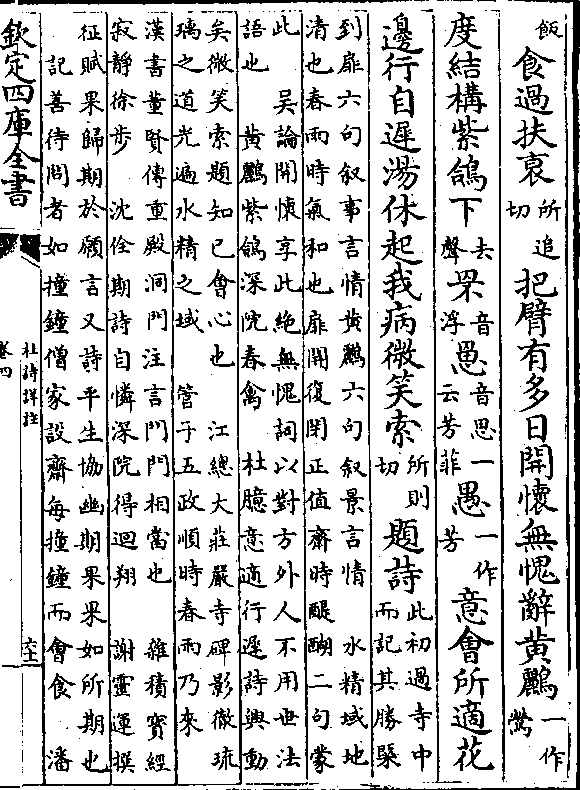 飯食過扶衰所追切把臂有多日開懷無愧辭黃鸝一作鶯
度結構紫鴿下去聲罘音浮愚音思一云芳菲愚一作芳意會所適花
邊行自遲湯休起我病微笑索所則切題詩此初過寺中而記其勝槩
到扉六句叙事言情黃鸝六句叙景言情 水精域地
清也春雨時氣和也扉開復閉正值齋時醍醐二句蒙
此 吳論開懷享此絶無愧詞以對方外人不用世法
語也 黃鸝紫鴿深院春禽 杜臆意適行遲詩興動
矣微笑索題知已會心也 江總大莊嚴寺碑影徹琉
璃之道光遍水精之域 管子五政順時春雨乃來
漢書董賢傳重殿洞門注言門門相當也 雜積寶經
寂靜徐步 沈佺期詩自憐深院得迴翔 謝靈運撰
征賦果歸期於願言又詩平生協幽期果果如所期也
記善待問者如撞鐘僧家設齋每撞鐘而會食 潘
欽定四庫全書
杜詩詳註
卷四